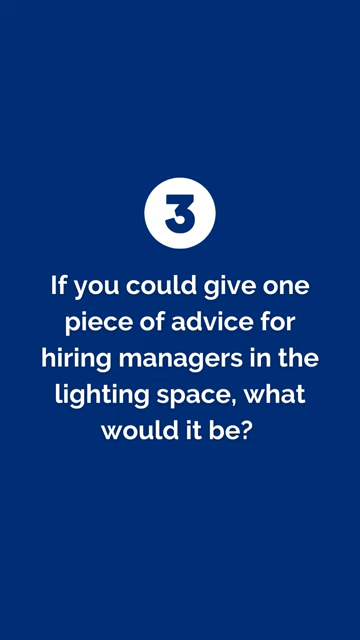 3
If you could give one
piece of advice for
hiring managers in the
lighting space, what
would it be?